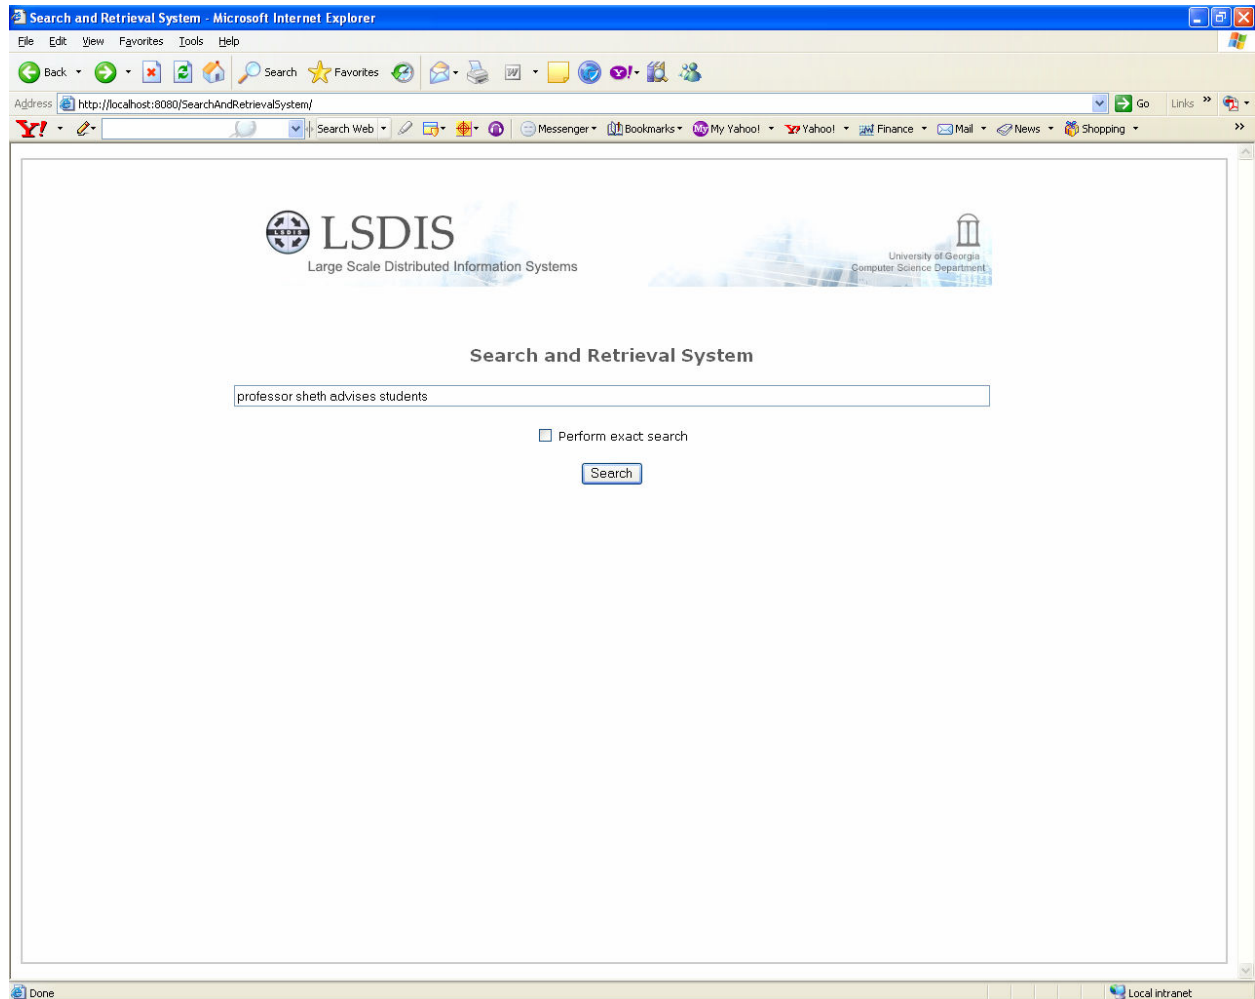 Search and Retrieval System - Microsoft Internet Explorer
File Edit View Favorites Tools Help
Back Search Favorites
Address http://localhost:8080/SearchAndRetrievalSystem/ Go Links »
Y! Search Web Messenger Bookmarks My Yahoo! Yahoo! Finance Mail News Shopping »
LSDIS
LSDIS
Large Scale Distributed Information Systems
University of Georgia
Computer Science Department
Search and Retrieval System
professor sheth advises students
Perform exact search
Search
Done Local intranet